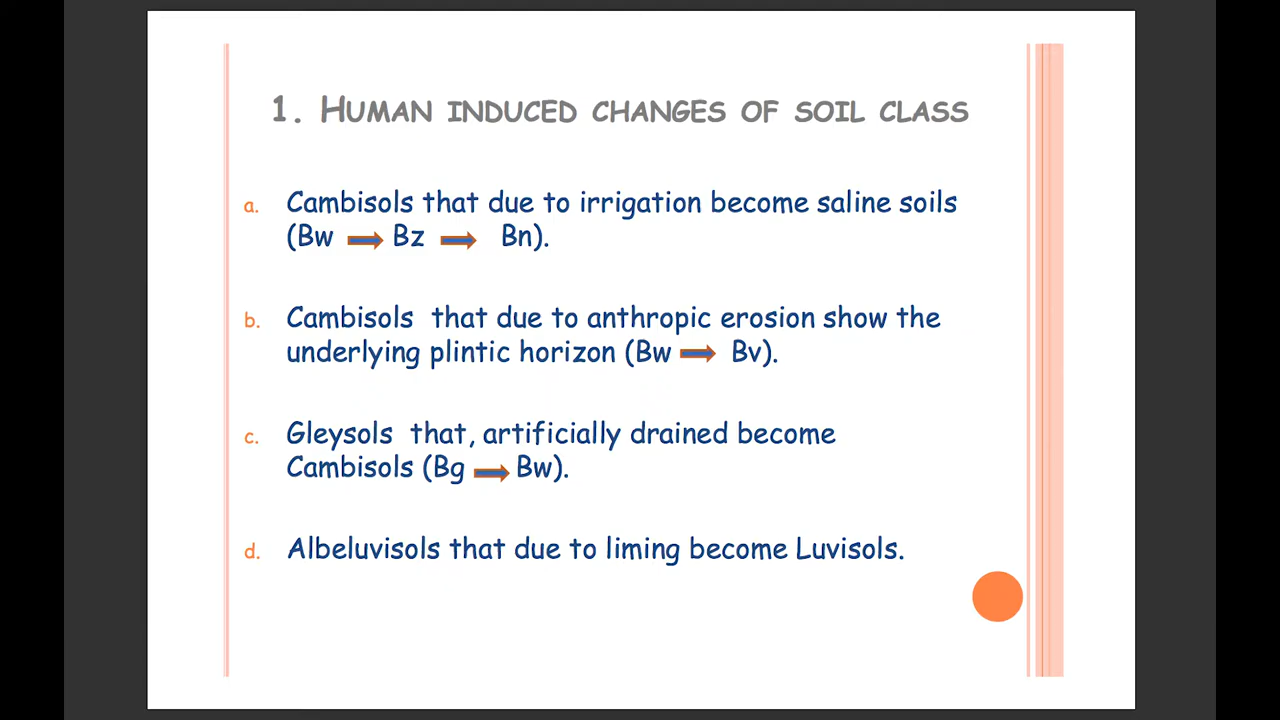 1. Human induced changes of soil class
a. Cambisols that due to irrigation become saline soils
(Bw Bz Bn).
b. Cambisols that due to anthropic erosion show the
underlying plintic horizon (Bw Bv).
c. Gleysols that, artificially drained become
Cambisols (Bg Bw).
d. Albeluvisols that due to liming become Luvisols.